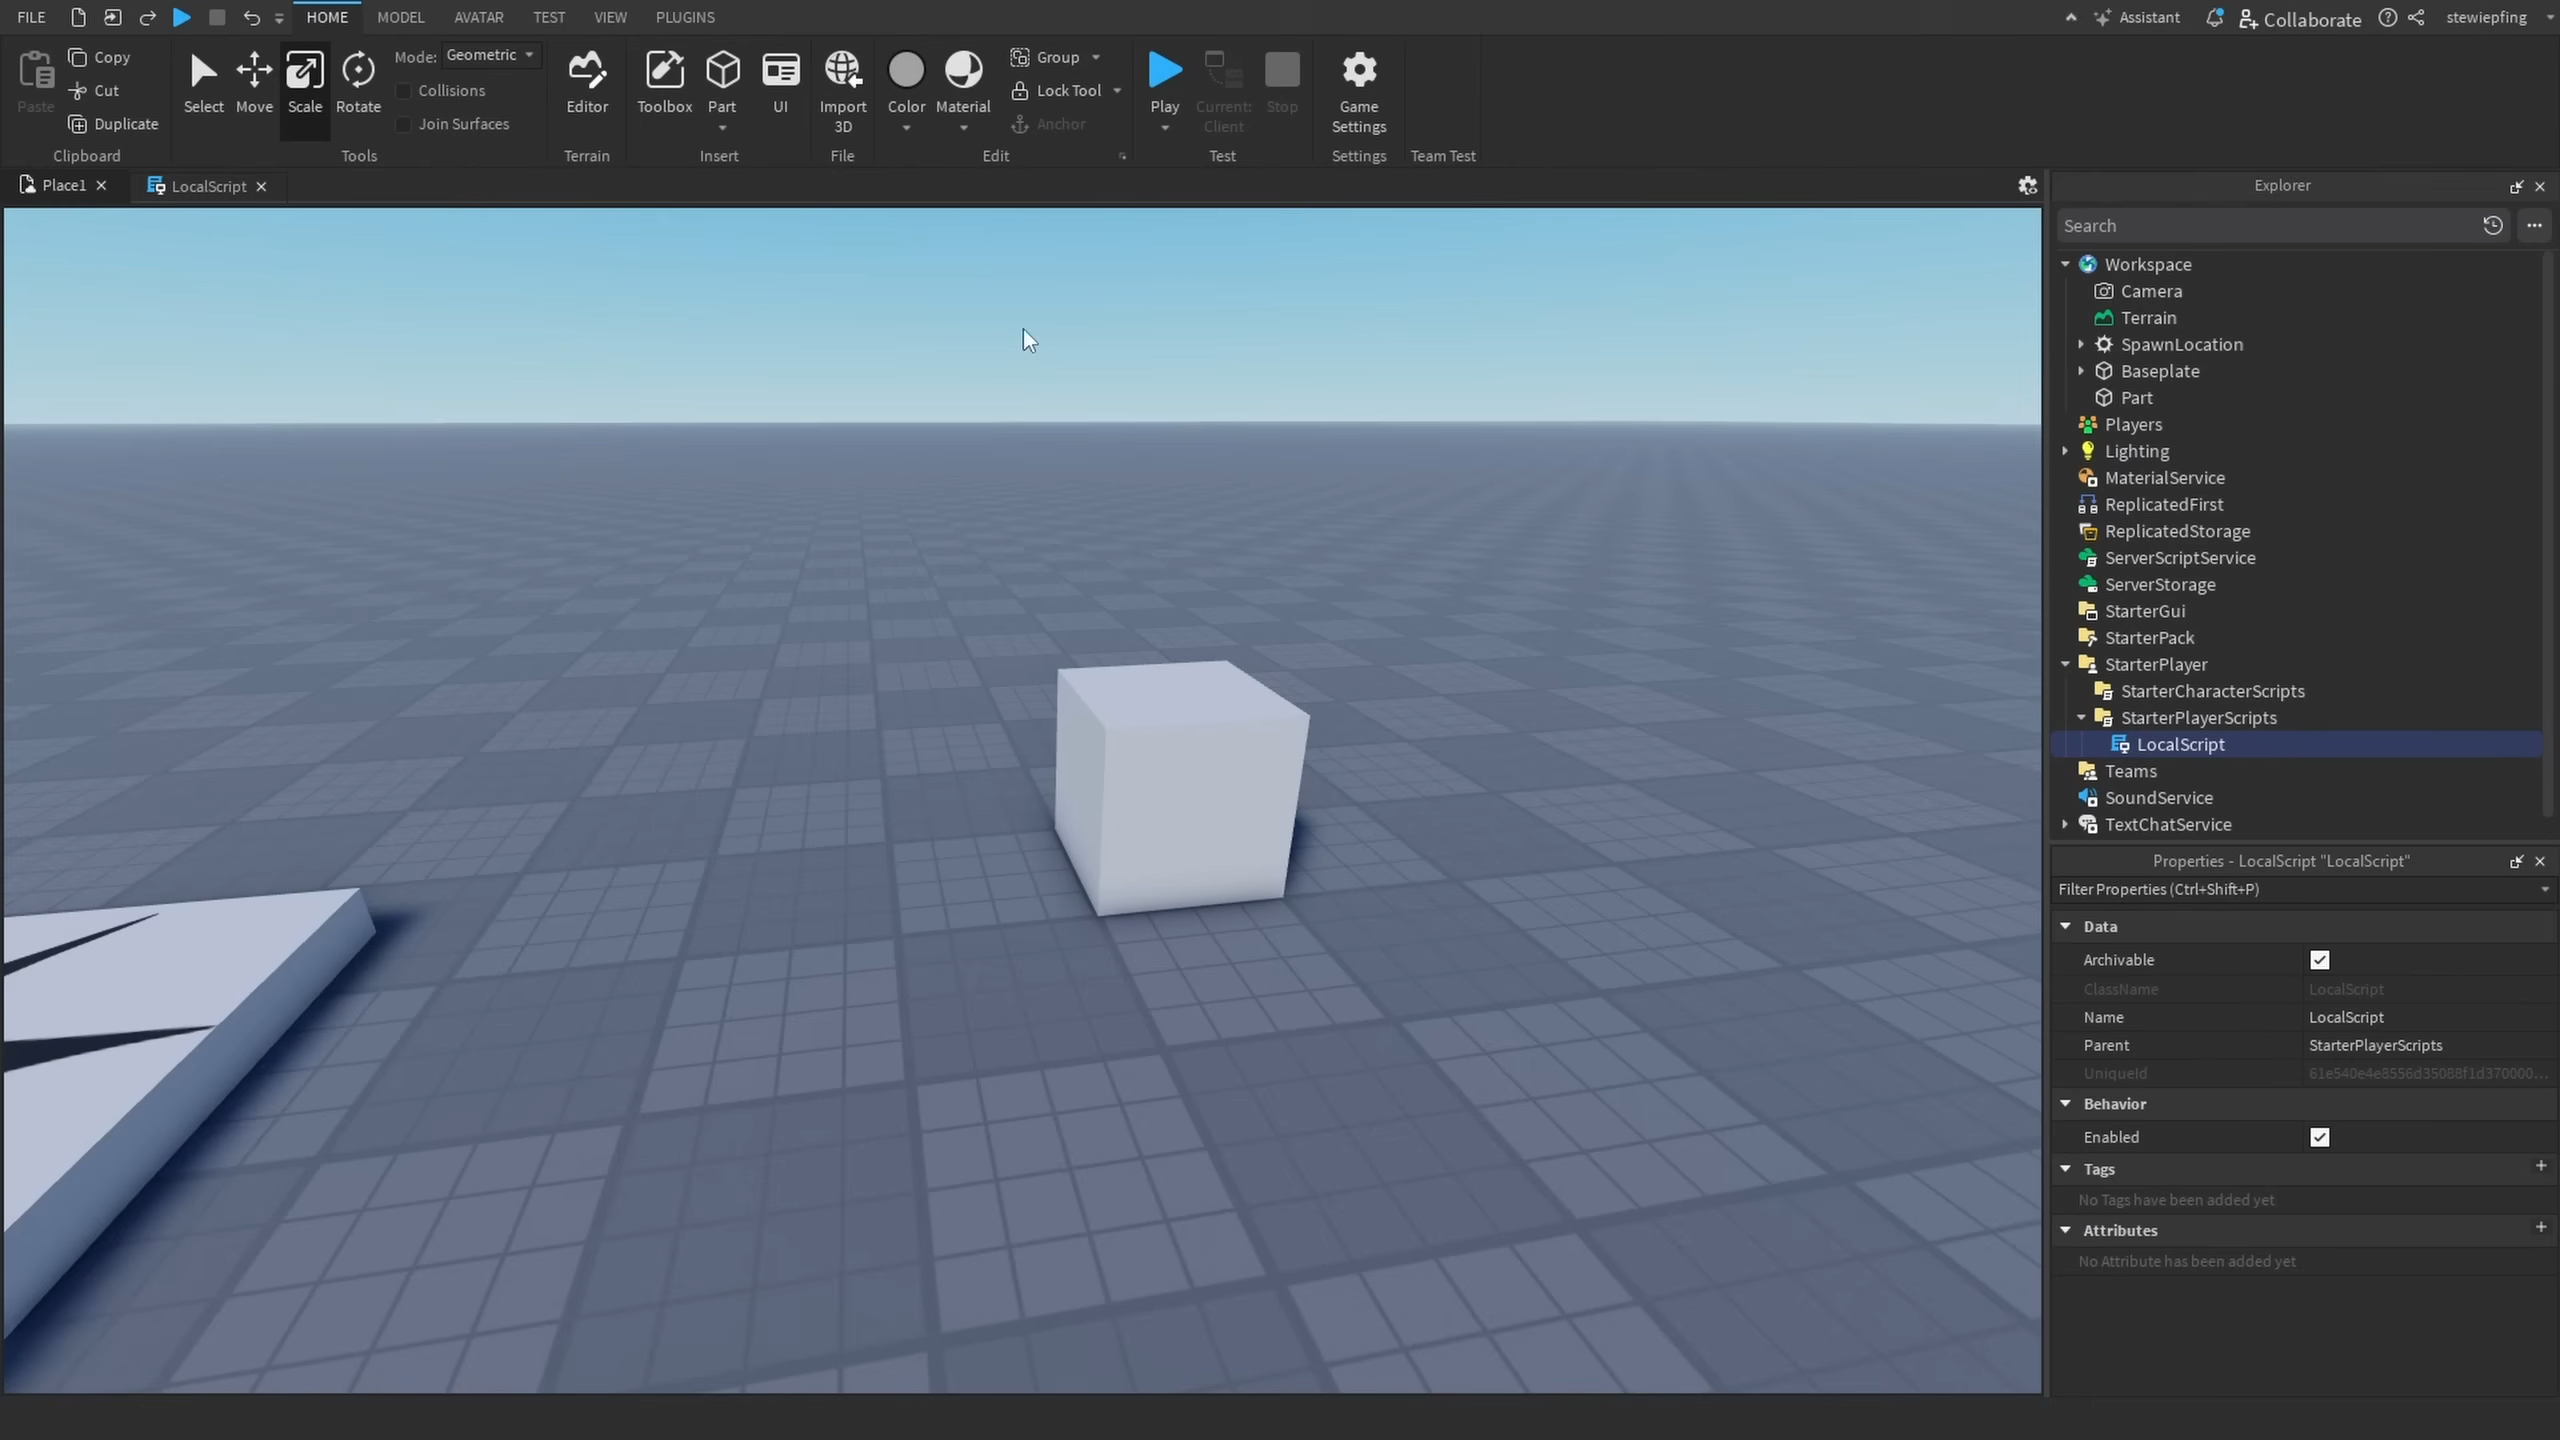 FILE HOME MODEL AVATAR TEST VIEW PLUGINS Assistant Collaborate stewiepfing
Paste
Copy
Cut
Duplicate
Clipboard
Select Move Scale Rotate
Mode: Geometric
Collisions
Join Surfaces
Tools
Editor
Terrain
Toolbox Part UI
Insert
Import
3D
File
Color Material
Group
Lock Tool
Anchor
Edit
Play
Current:
Client
Stop
Test
Game
Settings
Settings
Team Test
Place1
LocalScript
Explorer
Search
Workspace
Camera
Terrain
SpawnLocation
Baseplate
Part
Players
Lighting
MaterialService
ReplicatedFirst
ReplicatedStorage
ServerScriptService
ServerStorage
StarterGui
StarterPack
StarterPlayer
StarterCharacterScripts
StarterPlayerScripts
LocalScript
Teams
SoundService
TextChatService
Properties - LocalScript "LocalScript"
Filter Properties (Ctrl+Shift+P)
Data
Archivable
ClassName LocalScript
Name LocalScript
Parent StarterPlayerScripts
UniqueId 61e540e4e8556d35088f1d370000...
Behavior
Enabled
Tags
No Tags have been added yet
Attributes
No Attribute has been added yet